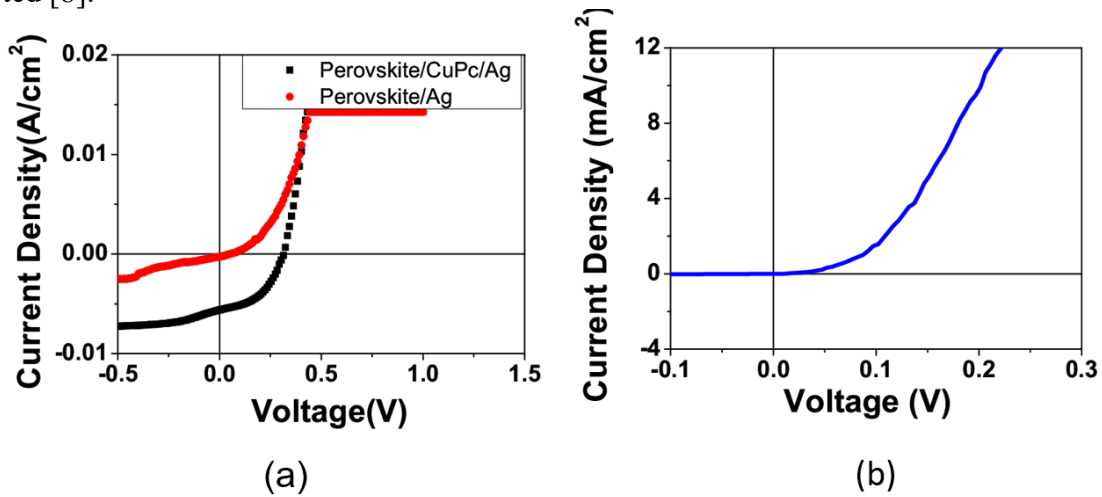 0.02
0.01
0.00
-0.01
-0.5
0.0
0.5
1.0
1.5
Current Density(A/cm²)
Voltage(V)
Perovskite/CuPc/Ag
Perovskite/Ag
(a)
12
8
4
0
-4
-0.1
0.0
0.1
0.2
0.3
Current Density (mA/cm²)
Voltage (V)
(b)